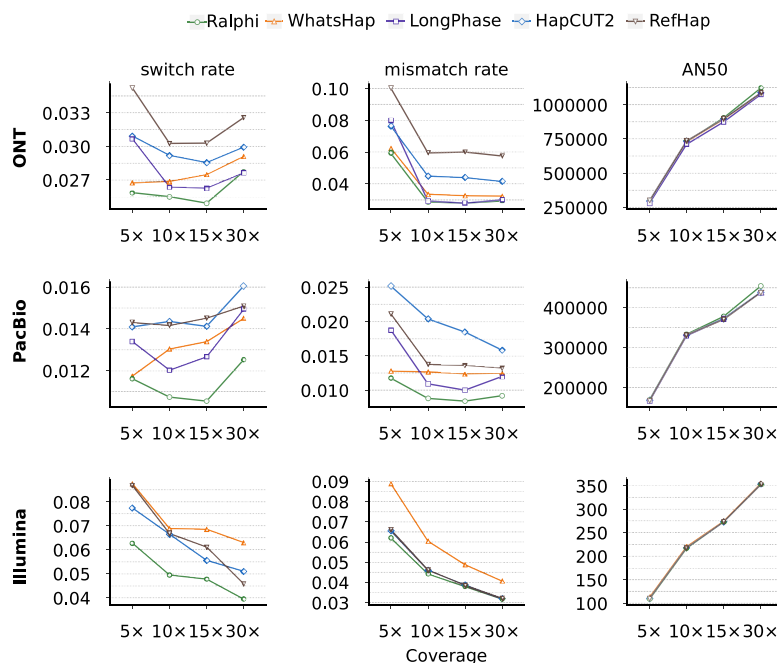 Ralphi WhatsHap LongPhase HapCUT2 RefHap
switch rate mismatch rate AN50
ONT
0.033
0.030
0.027
5× 10× 15× 30×
0.10
0.08
0.06
0.04
5× 10× 15× 30×
1000000
750000
500000
250000
5× 10× 15× 30×
PacBio
0.016
0.014
0.012
5× 10× 15× 30×
0.025
0.020
0.015
0.010
5× 10× 15× 30×
400000
300000
200000
5× 10× 15× 30×
Illumina
0.08
0.07
0.06
0.05
0.04
5× 10× 15× 30×
0.09
0.08
0.07
0.06
0.05
0.04
0.03
5× 10× 15× 30×
350
300
250
200
150
100
5× 10× 15× 30×
Coverage